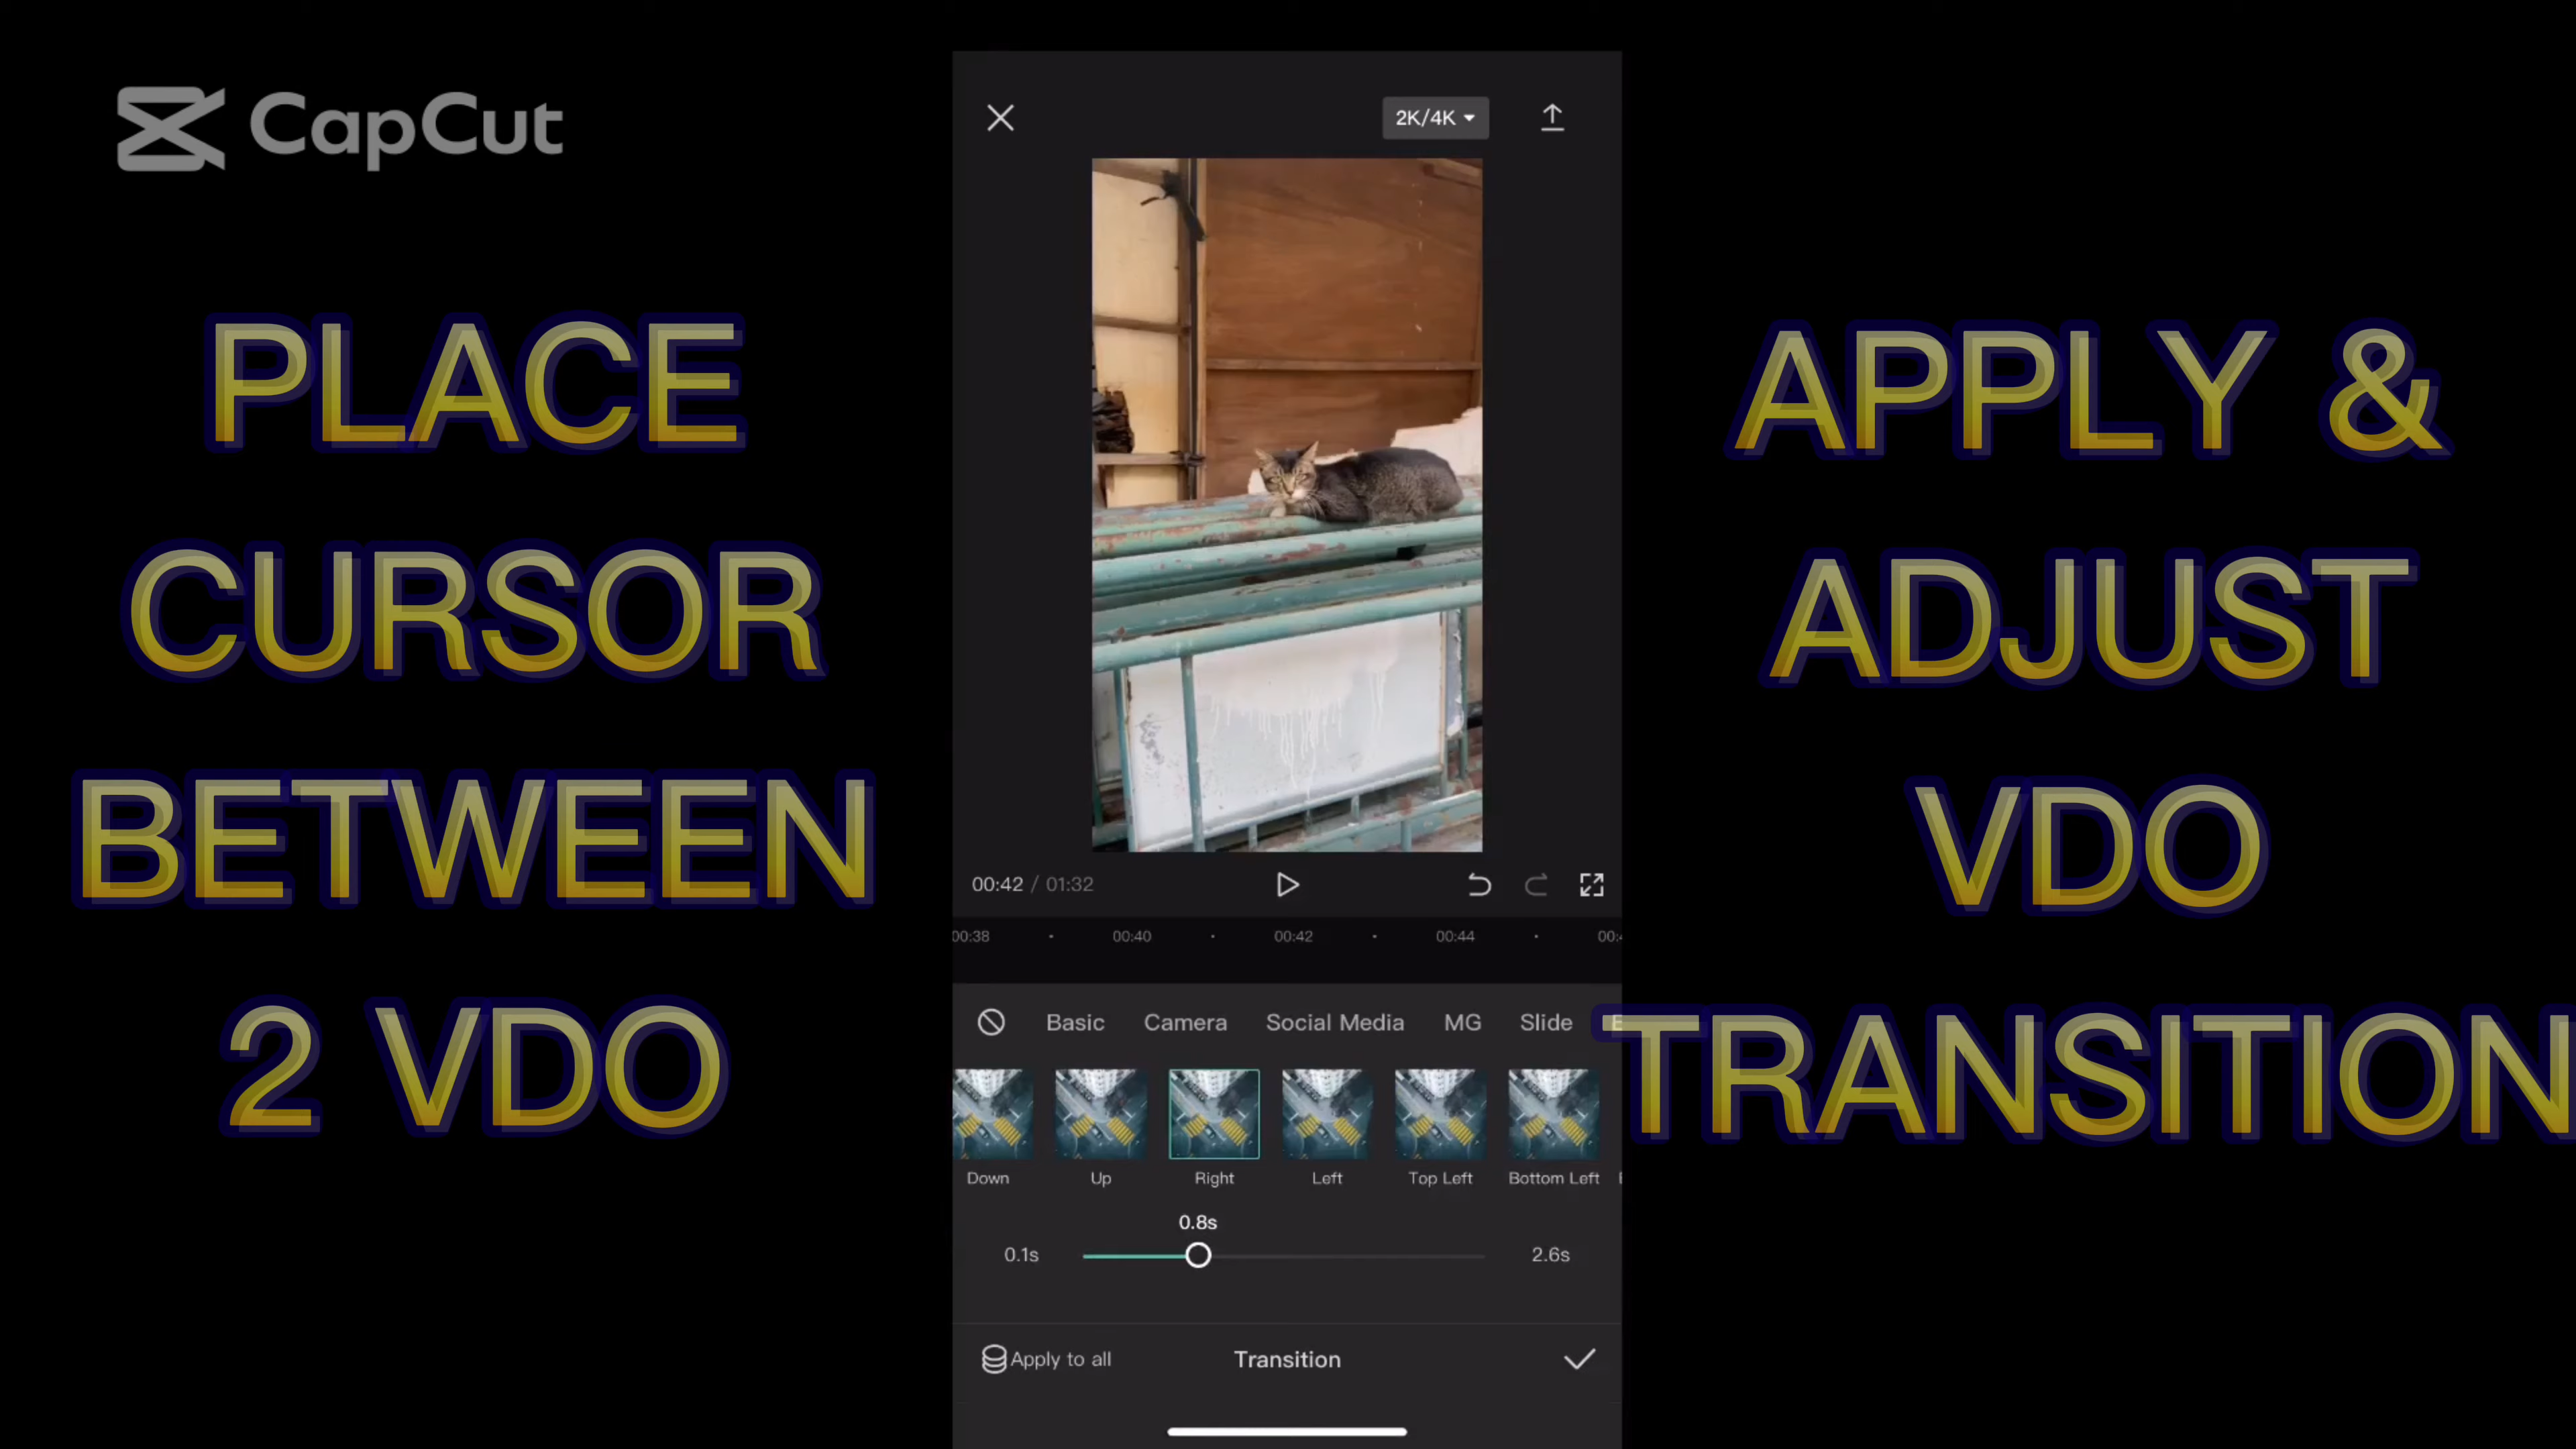 CapCut
PLACE
CURSOR
BETWEEN
2 VDO
2K/4K
00:42 / 01:32
00:38 00:40 00:42 00:44
Basic Camera Social Media MG Slide
Down Up Right Left Top Left Bottom Left
0.8s
0.1s 2.6s
Apply to all Transition
APPLY &
ADJUST
VDO
TRANSITION